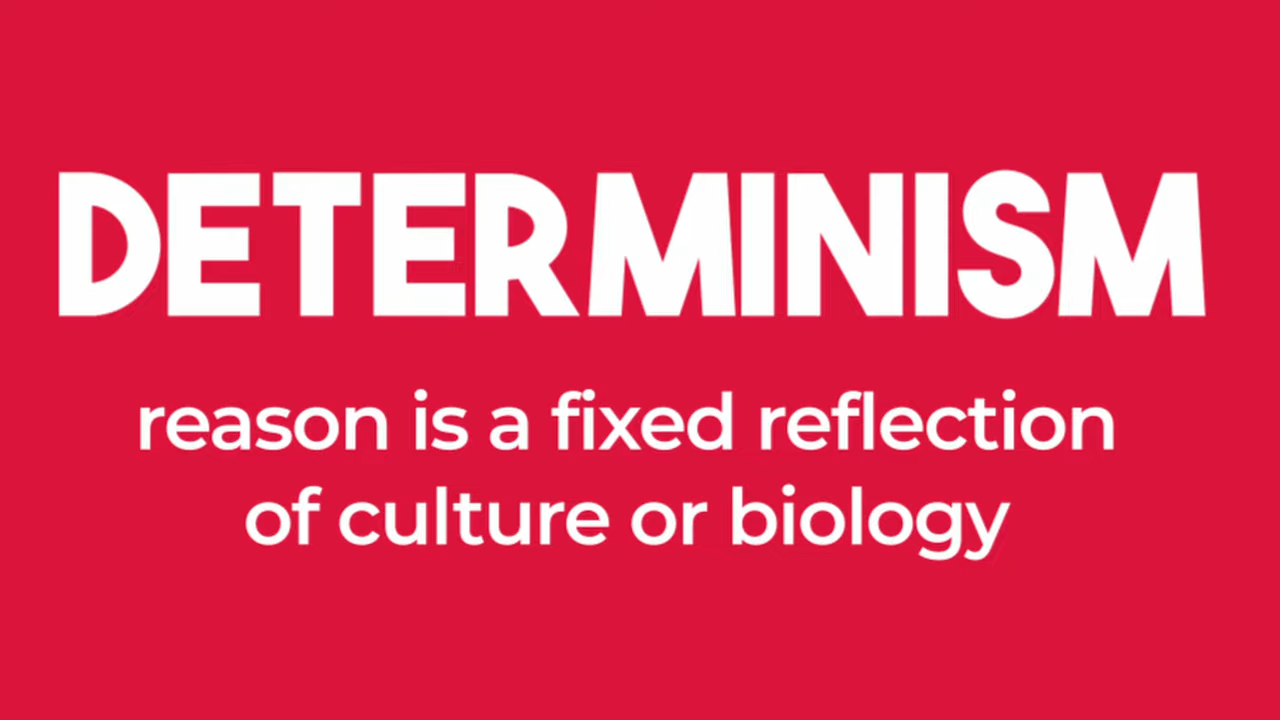 DETERMINISM
reason is a fixed reflection
of culture or biology